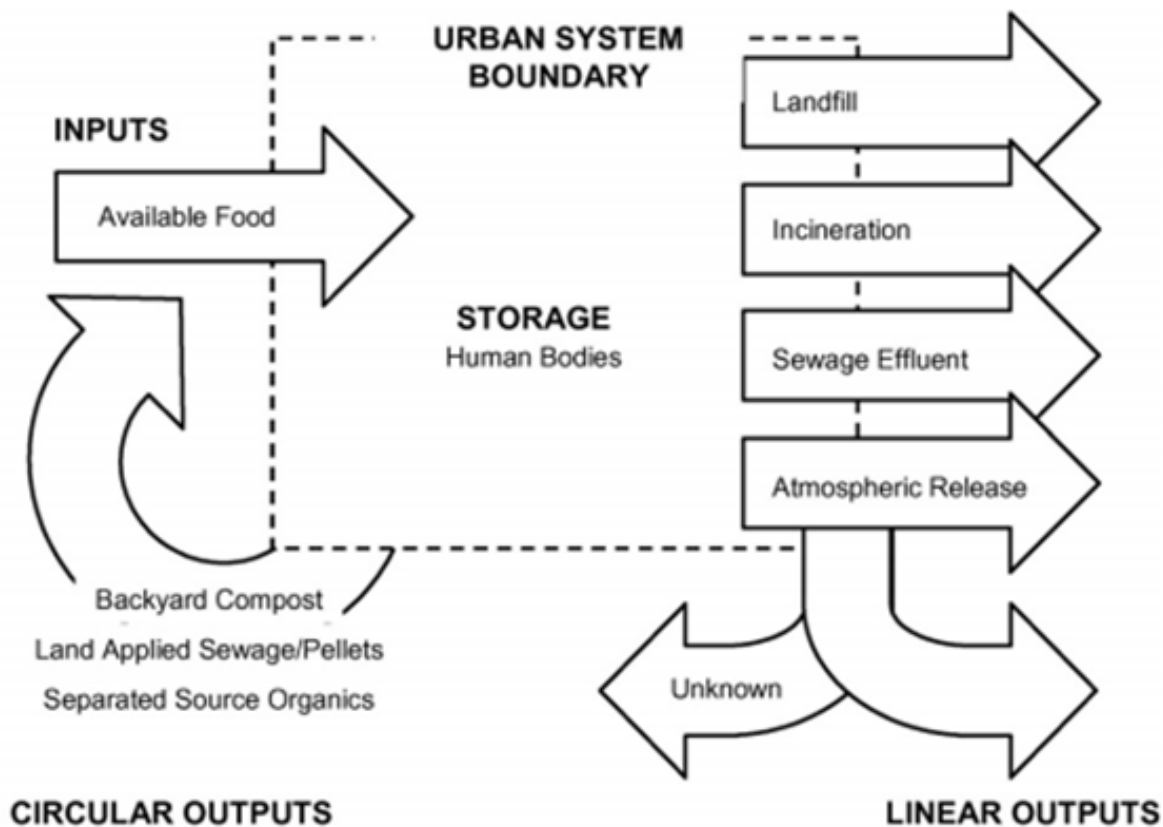 URBAN SYSTEM
BOUNDARY
INPUTS
Available Food
STORAGE
Human Bodies
Landfill
Incineration
Sewage Effluent
Atmospheric Release
Backyard Compost
Land Applied Sewage/Pellets
Separated Source Organics
Unknown
CIRCULAR OUTPUTS
LINEAR OUTPUTS